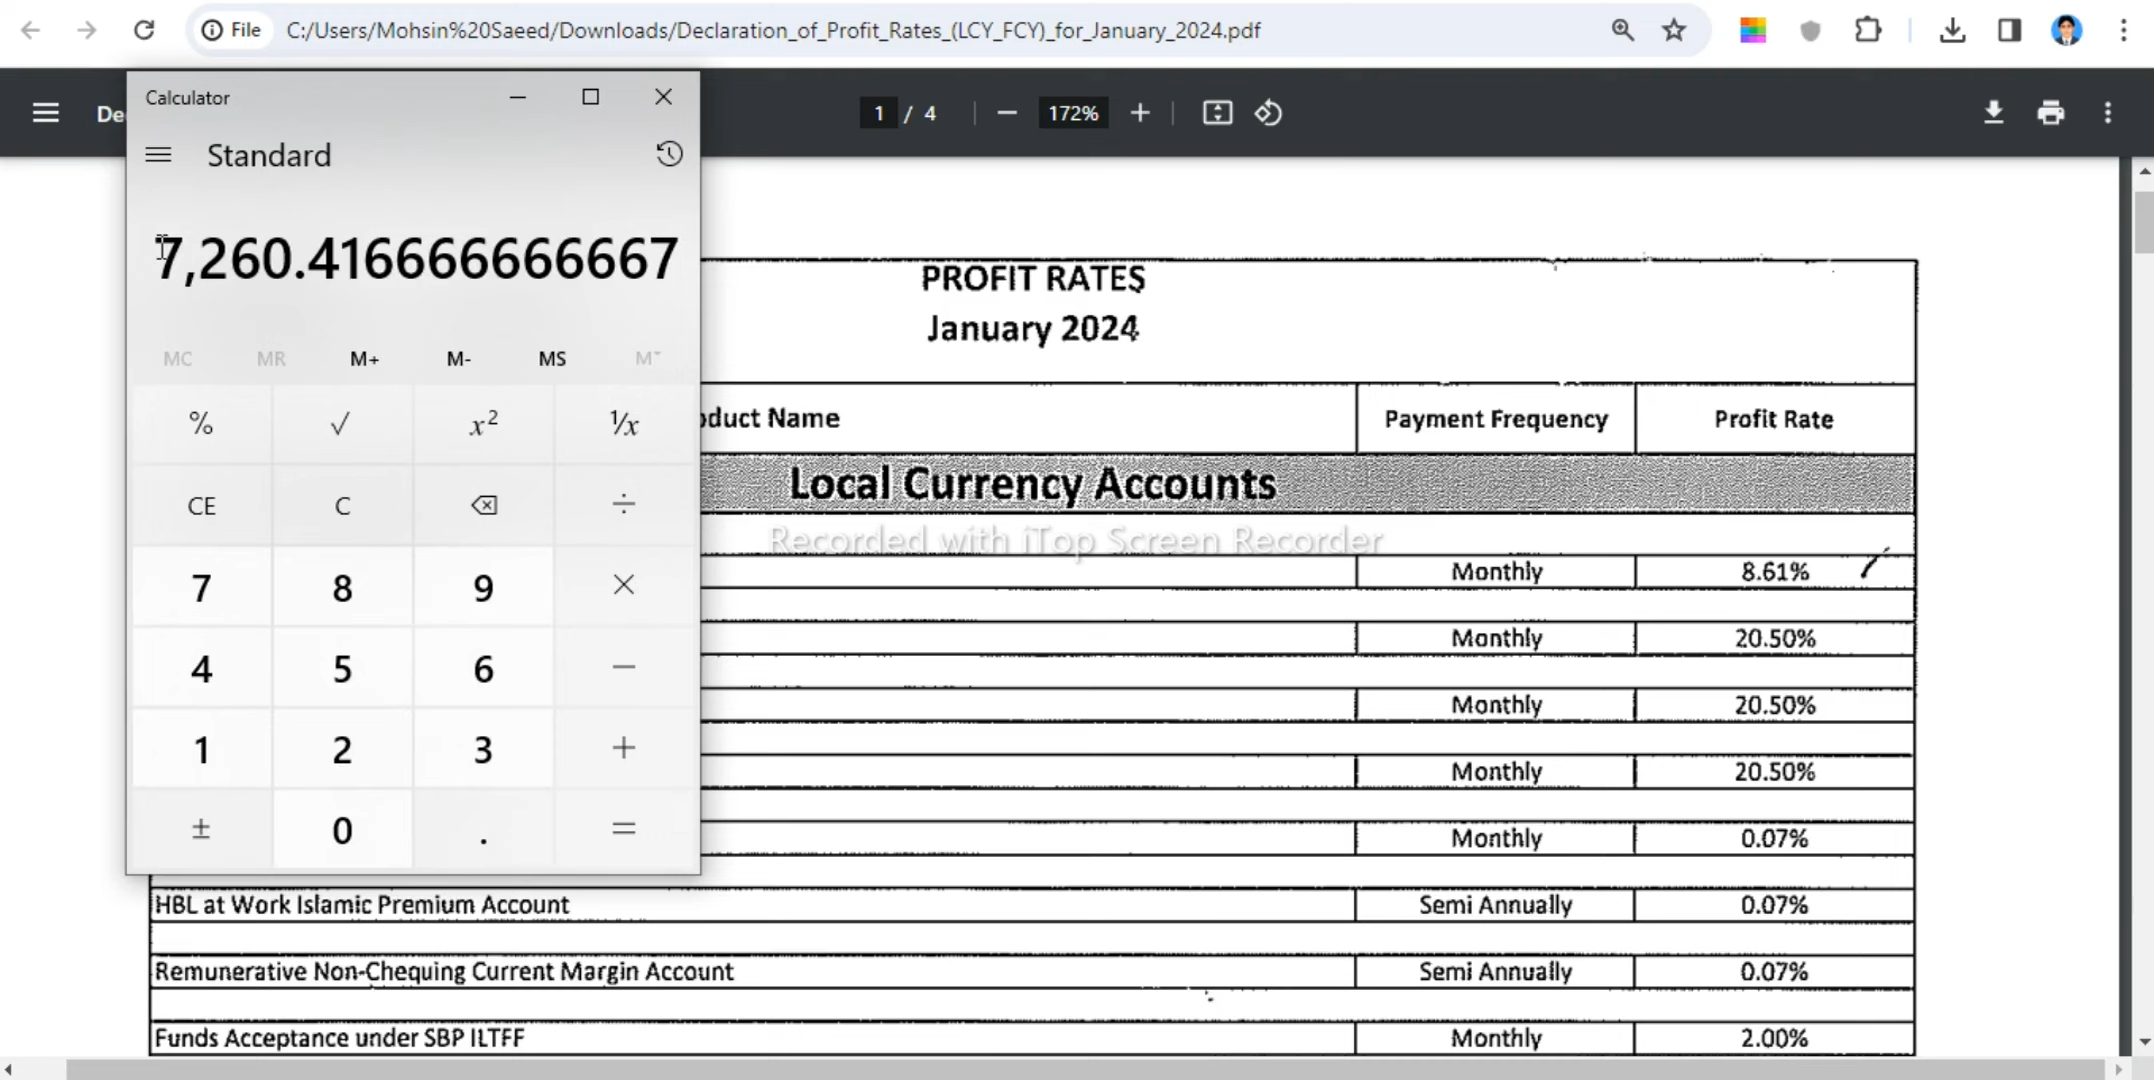 File
C:/Users/Mohsin%20Saeed/Downloads/Declaration_of_Profit_Rates_(LCY_FCY)_for_January_2024.pdf
De
1 / 4
172%
Calculator
Standard
7,260.416666666667
MC MR M+ M- MS M˅
% √ x² ⅟x
CE C ÷
7 8 9 ×
4 5 6 −
1 2 3 +
± 0 . =
PROFIT RATES
January 2024
Name Payment Frequency Profit Rate
Local Currency Accounts
Recorded with iTop Screen Recorder
Monthly 8.61%
Monthly 20.50%
Monthly 20.50%
Monthly 20.50%
Monthly 0.07%
HBL at Work Islamic Premium Account Semi Annually 0.07%
Remunerative Non-Chequing Current Margin Account Semi Annually 0.07%
Funds Acceptance under SBP ILTFF Monthly 2.00%